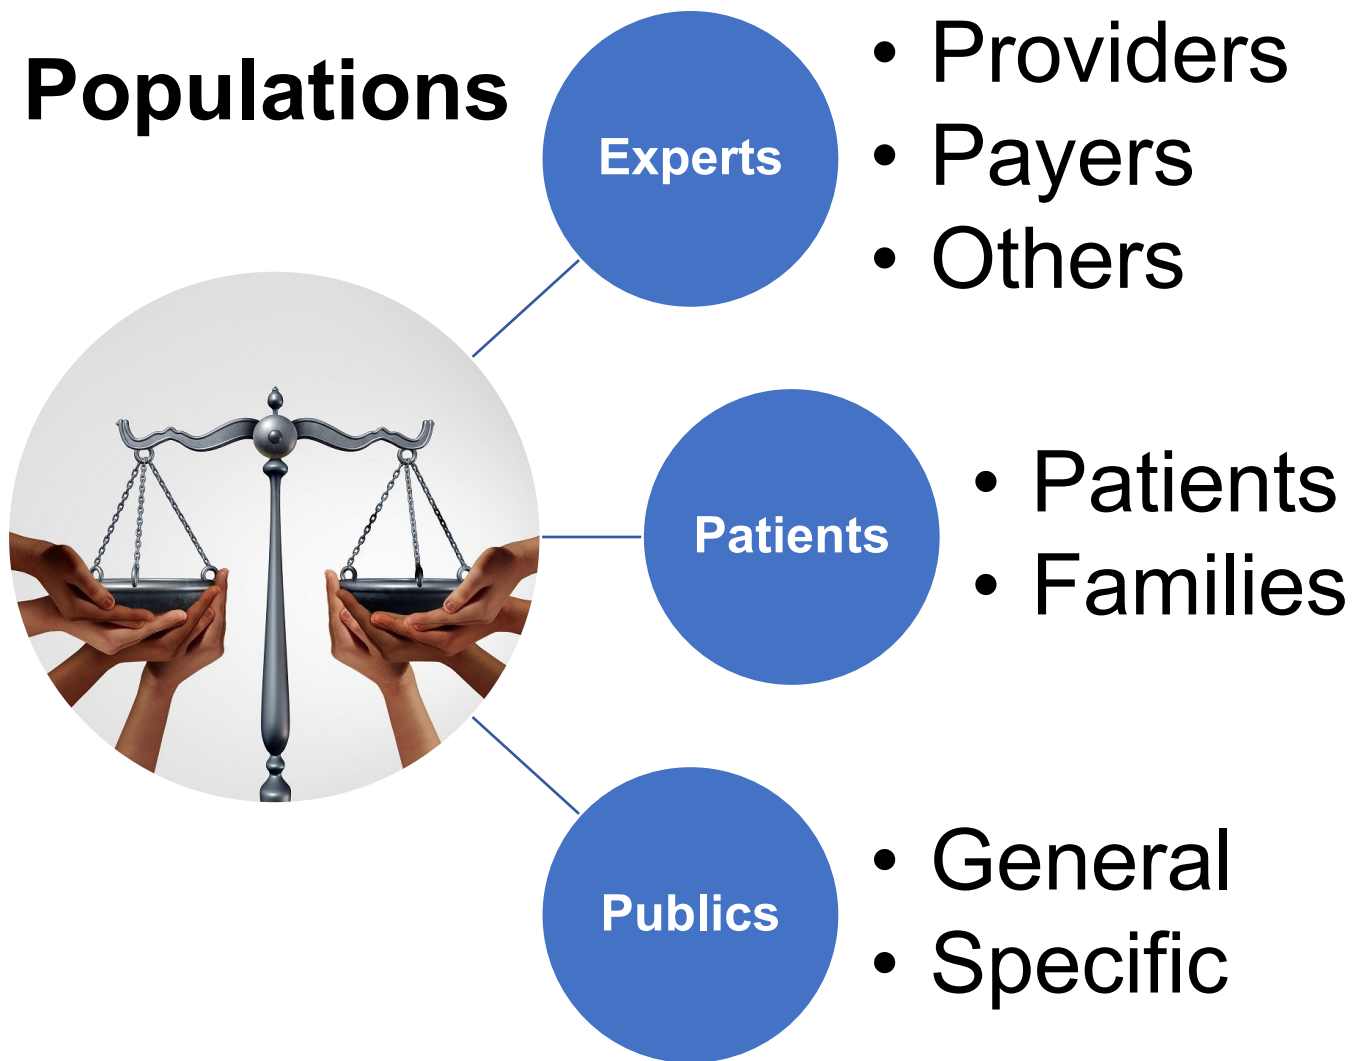 Populations
Experts
• Providers
• Payers
• Others
Patients
• Patients
• Families
Publics
• General
• Specific